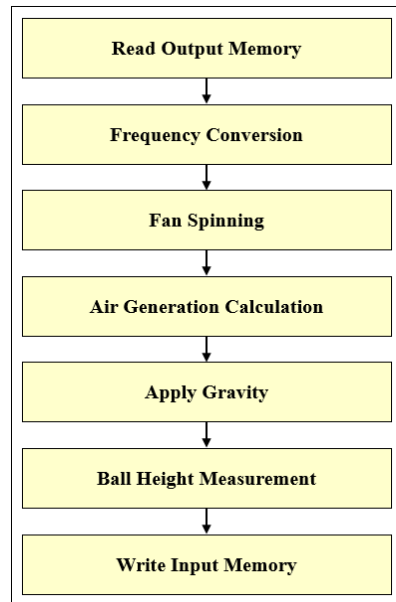 Read Output Memory
Frequency Conversion
Fan Spinning
Air Generation Calculation
Apply Gravity
Ball Height Measurement
Write Input Memory